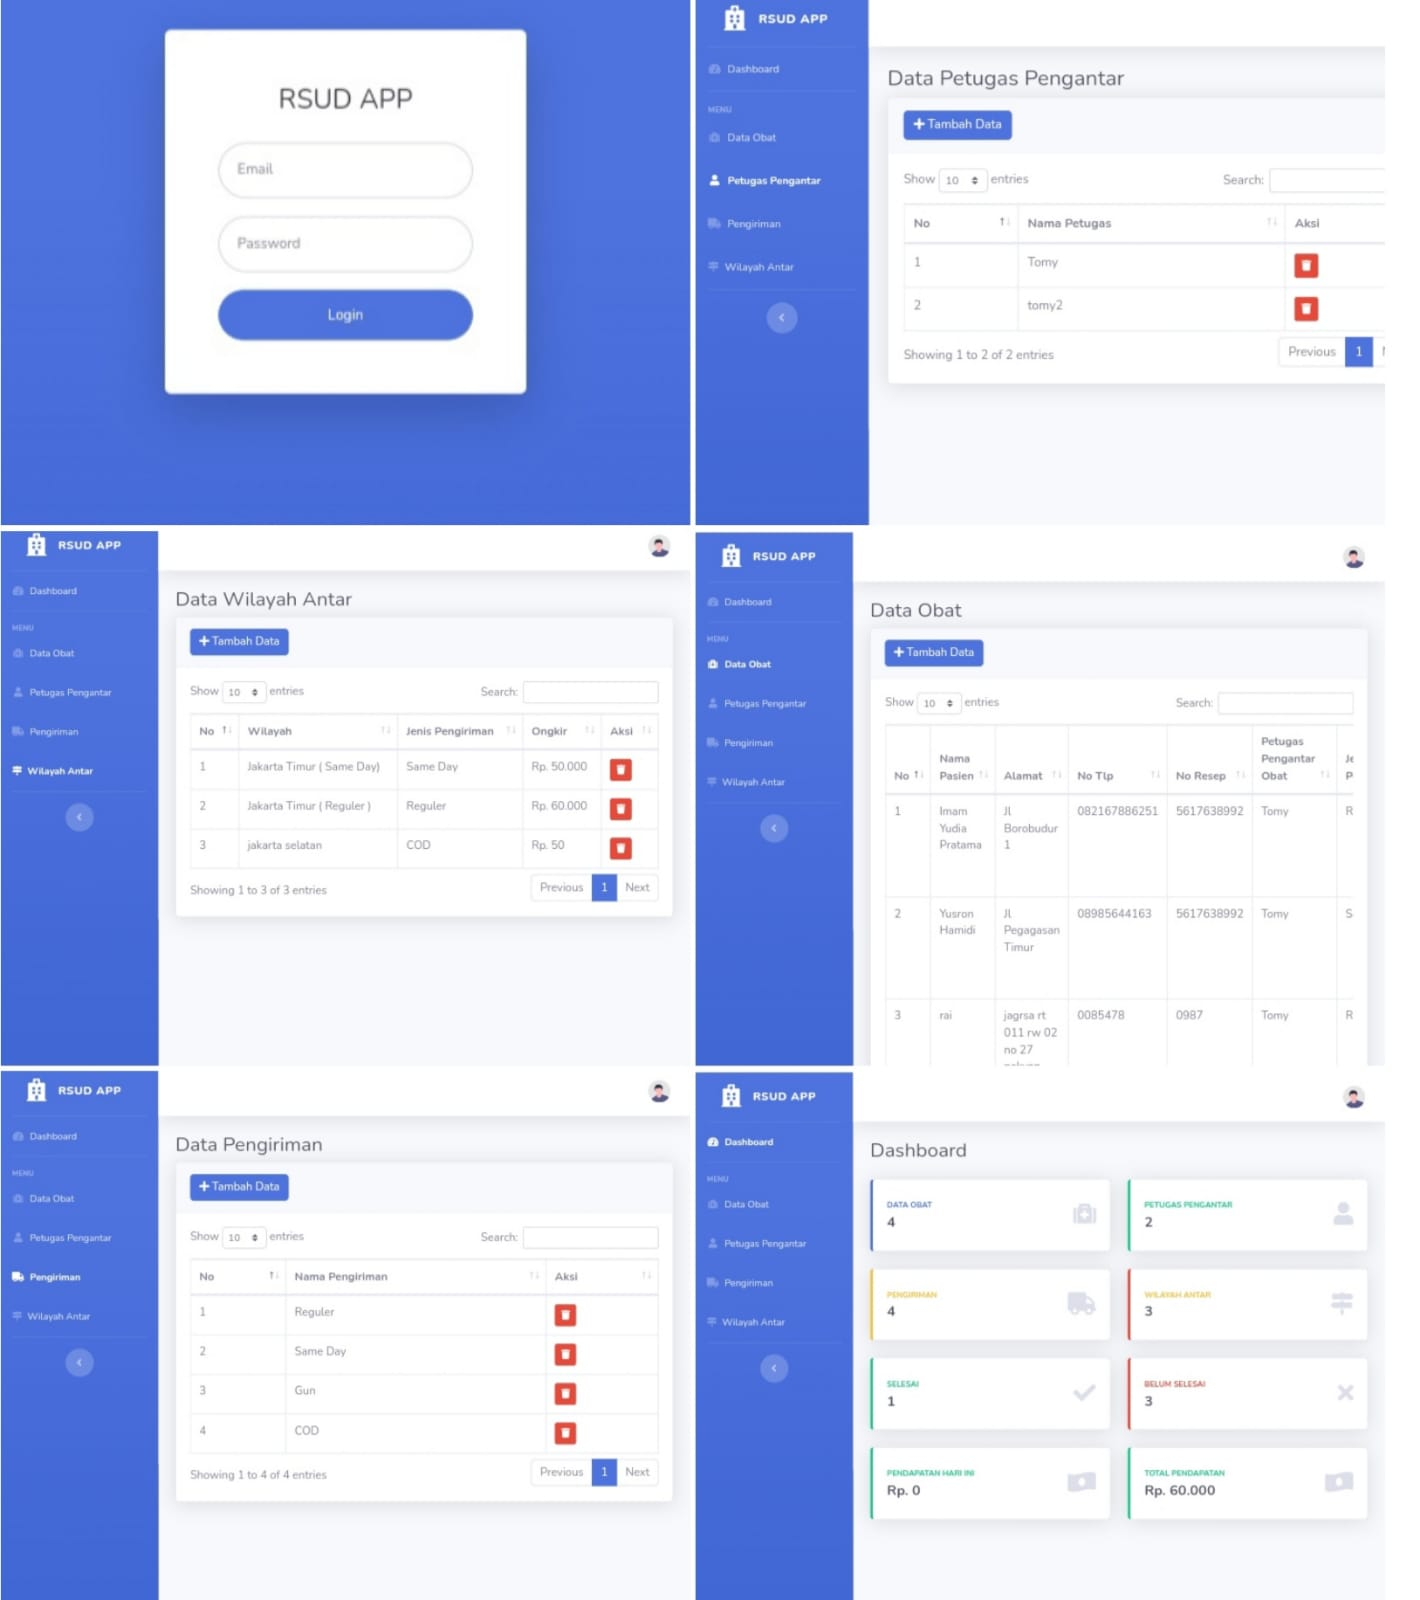 RSUD APP
Email
Password
Login
RSUD APP
Dashboard
MENU
Data Obat
Petugas Pengantar
Pengiriman
Wilayah Antar
Data Petugas Pengantar
Tambah Data
Show 10 entries
Search:
No Nama Petugas Aksi
1 Tomy
2 tomy2
Showing 1 to 2 of 2 entries
Previous 1
RSUD APP
Dashboard
MENU
Data Obat
Petugas Pengantar
Pengiriman
Wilayah Antar
Data Wilayah Antar
Tambah Data
Show 10 entries
Search:
No Wilayah Jenis Pengiriman Ongkir Aksi
1 Jakarta Timur ( Same Day) Same Day Rp. 50.000
2 Jakarta Timur ( Reguler ) Reguler Rp. 60.000
3 jakarta selatan COD Rp. 50
Showing 1 to 3 of 3 entries
Previous 1 Next
RSUD APP
Dashboard
MENU
Data Obat
Petugas Pengantar
Pengiriman
Wilayah Antar
Data Obat
Tambah Data
Show 10 entries
Search:
Petugas
Nama Pengantar
No Pasien Alamat No Tlp No Resep Obat
1 Imam Jl 082167886251 5617638992 Tomy R
Yudia Borobudur
Pratama 1
2 Yusron Jl 08985644163 5617638992 Tomy S
Hamidi Pegagasan
Timur
3 rai jagrsa rt 0085478 0987 Tomy R
011 rw 02
no 27
RSUD APP
Dashboard
MENU
Data Obat
Petugas Pengantar
Pengiriman
Wilayah Antar
Data Pengiriman
Tambah Data
Show 10 entries
Search:
No Nama Pengiriman Aksi
1 Reguler
2 Same Day
3 Gun
4 COD
Showing 1 to 4 of 4 entries
Previous 1 Next
RSUD APP
Dashboard
MENU
Data Obat
Petugas Pengantar
Pengiriman
Wilayah Antar
Dashboard
DATA OBAT
4
PETUGAS PENGANTAR
2
PENGIRIMAN
4
WILAYAH ANTAR
3
SELESAI
1
BELUM SELESAI
3
PENDAPATAN HARI INI
Rp. 0
TOTAL PENDAPATAN
Rp. 60.000